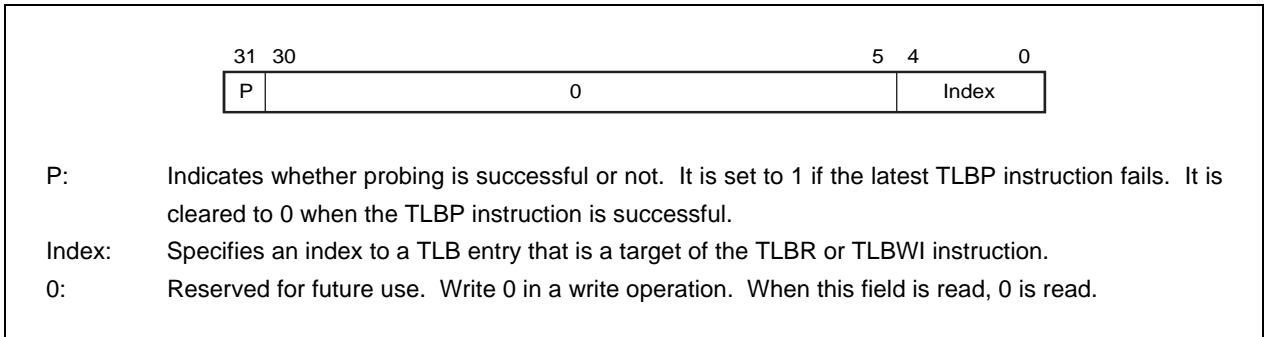 31 30 5 4 0
P 0 Index
P: Indicates whether probing is successful or not. It is set to 1 if the latest TLBP instruction fails. It is
cleared to 0 when the TLBP instruction is successful.
Index: Specifies an index to a TLB entry that is a target of the TLBR or TLBWI instruction.
0: Reserved for future use. Write 0 in a write operation. When this field is read, 0 is read.